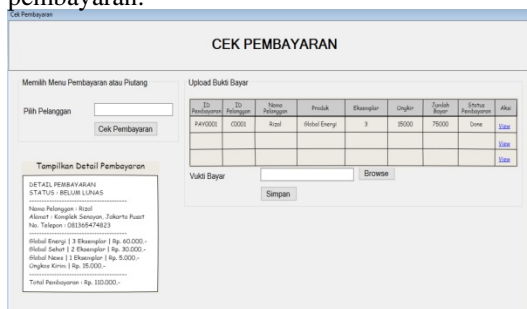 pembayaran.
Cek Pembayaran
CEK PEMBAYARAN
Memilih Menu Pembayaran atau Piutang
Pilih Pelanggan
Cek Pembayaran
Tampilkan Detail Pembayaran
DETAIL PEMBAYARAN
STATUS : BELUM LUNAS
Nama Pelanggan : Rizal
Alamat : Komplek Senayan, Jakarta Pusat
No. Telepon : 081365474823
Global Energi | 3 Eksemplar | Rp. 60.000,-
Global Sehat | 2 Eksemplar | Rp. 30.000,-
Global News | 1 Eksemplar | Rp. 5.000,-
Ongkos Kirim | Rp. 15.000,-
Total Pembayaran : Rp. 110.000,-
Upload Bukti Bayar
ID Pembayaran ID Pelanggan Nama Pelanggan Produk Eksemplar Ongkir Jumlah Bayar Status Pembayaran Aksi
PAY0001 C0001 Rizal Global Energi 3 15000 75000 Done View
View
View
Vukti Bayar
Browse
Simpan